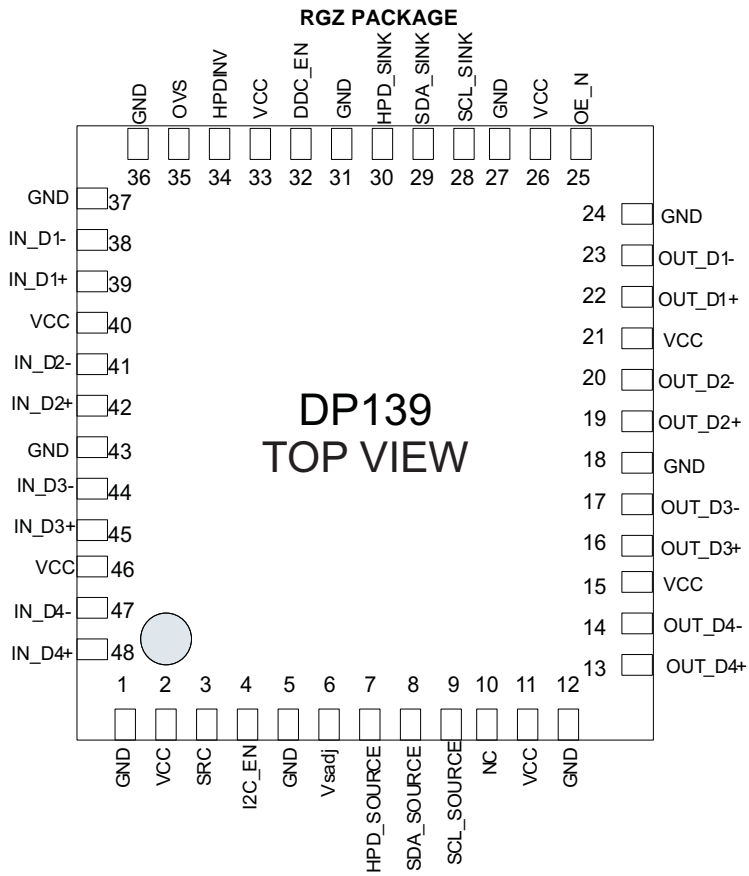 RGZ PACKAGE
GND
OVS
HPDINV
VCC
DDC_EN
GND
HPD_SINK
SDA_SINK
SCL_SINK
GND
VCC
OE_N
36 35 34 33 32 31 30 29 28 27 26 25
GND 37
IN_D1- 38
IN_D1+ 39
VCC 40
IN_D2- 41
IN_D2+ 42
GND 43
IN_D3- 44
IN_D3+ 45
VCC 46
IN_D4- 47
IN_D4+ 48
DP139
TOP VIEW
24 GND
23 OUT_D1-
22 OUT_D1+
21 VCC
20 OUT_D2-
19 OUT_D2+
18 GND
17 OUT_D3-
16 OUT_D3+
15 VCC
14 OUT_D4-
13 OUT_D4+
1 2 3 4 5 6 7 8 9 10 11 12
GND
VCC
SRC
I2C_EN
GND
Vsadj
HPD_SOURCE
SDA_SOURCE
SCL_SOURCE
NC
VCC
GND